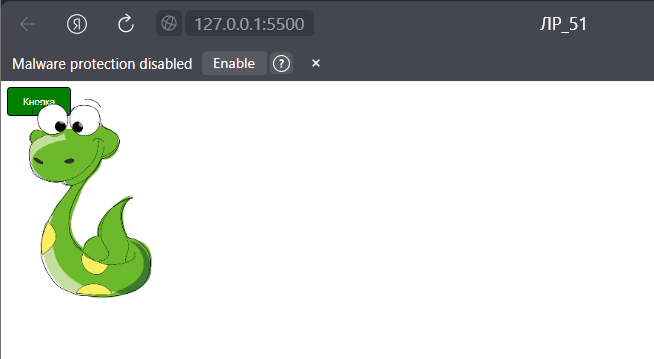 127.0.0.1:5500 ЛР_51
Malware protection disabled Enable ? ×
Кнопка